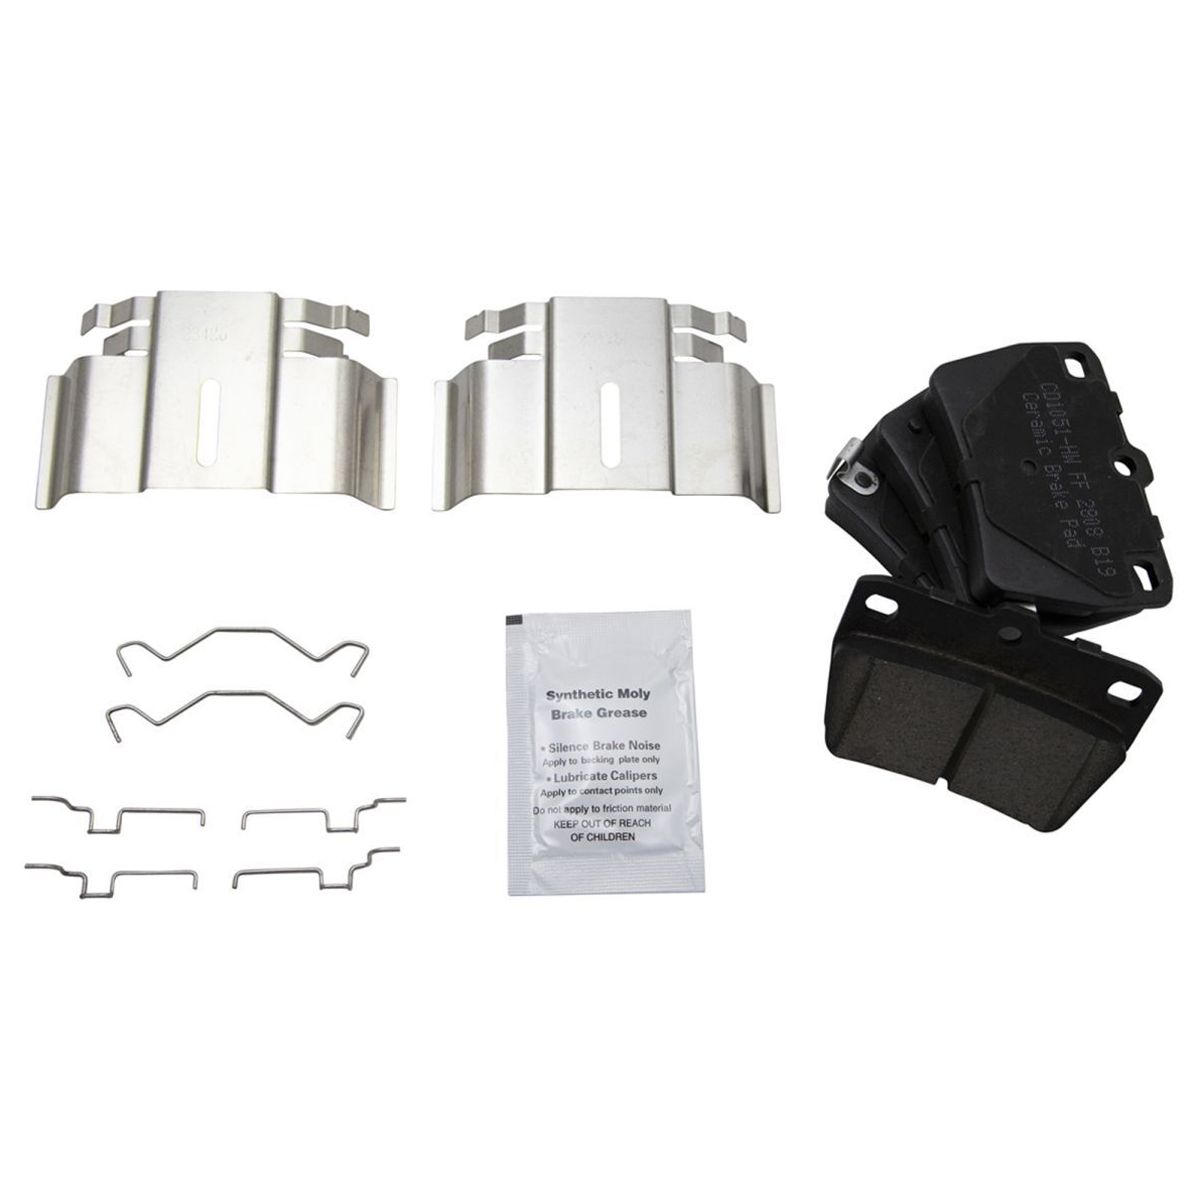 CD1051-HW FF 2908 B19
Ceramic Brake Pad
Synthetic Moly
Brake Grease
• Silence Brake Noise
Apply to backing plate only
• Lubricate Calipers
Apply to contact points only
Do not apply to friction material
KEEP OUT OF REACH
OF CHILDREN